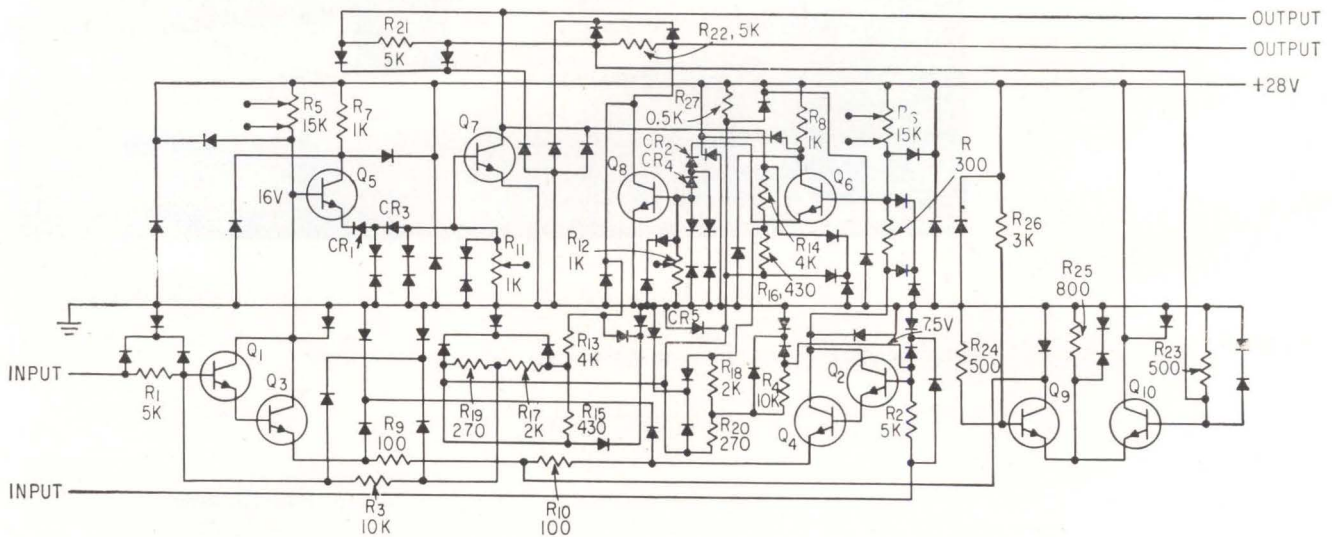 OUTPUT
R21
5K
R22, 5K
OUTPUT
+28V
R5
15K
R7
1K
Q7
R27
0.5K
R8
1K
15K
R
300
Q5
16V
Q8
CR2
CR4
Q6
CR1
CR3
R11
1K
R12
1K
R14
4K
R16, 430
R26
3K
R25
800
CR5
7.5V
INPUT
R1
5K
Q1
Q3
R13
4K
R19
270
R17
2K
R15
430
R18
2K
R20
270
R4
10K
Q4
Q2
R2
5K
R24
500
Q9
Q10
R23
500
R9
100
INPUT
R3
10K
R10
100